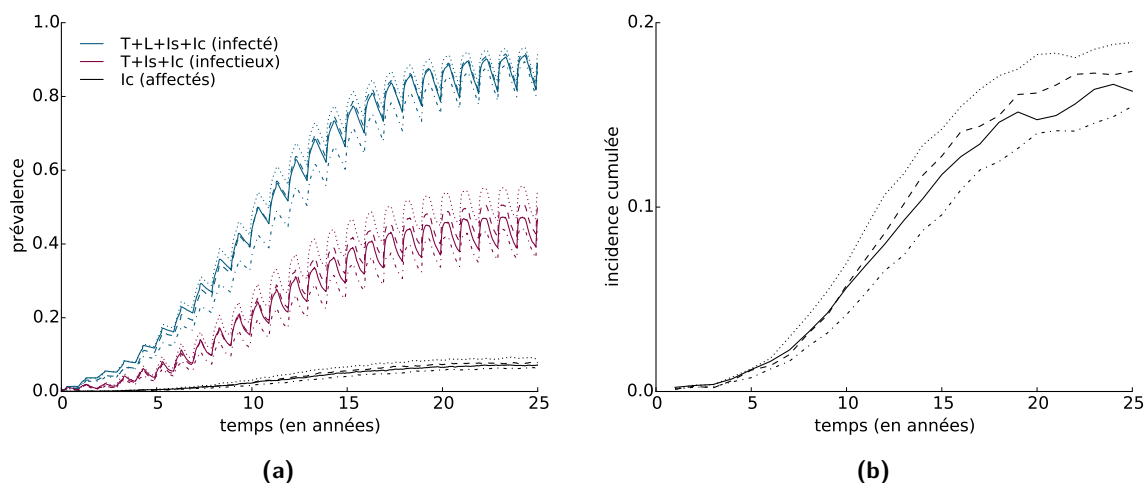 1.0
0.8
0.6
0.4
0.2
0.0
prévalence
T+L+Is+Ic (infecté)
T+Is+Ic (infectieux)
Ic (affectés)
0 5 10 15 20 25
temps (en années)
(a)
0.2
0.1
0.0
incidence cumulée
0 5 10 15 20 25
temps (en années)
(b)